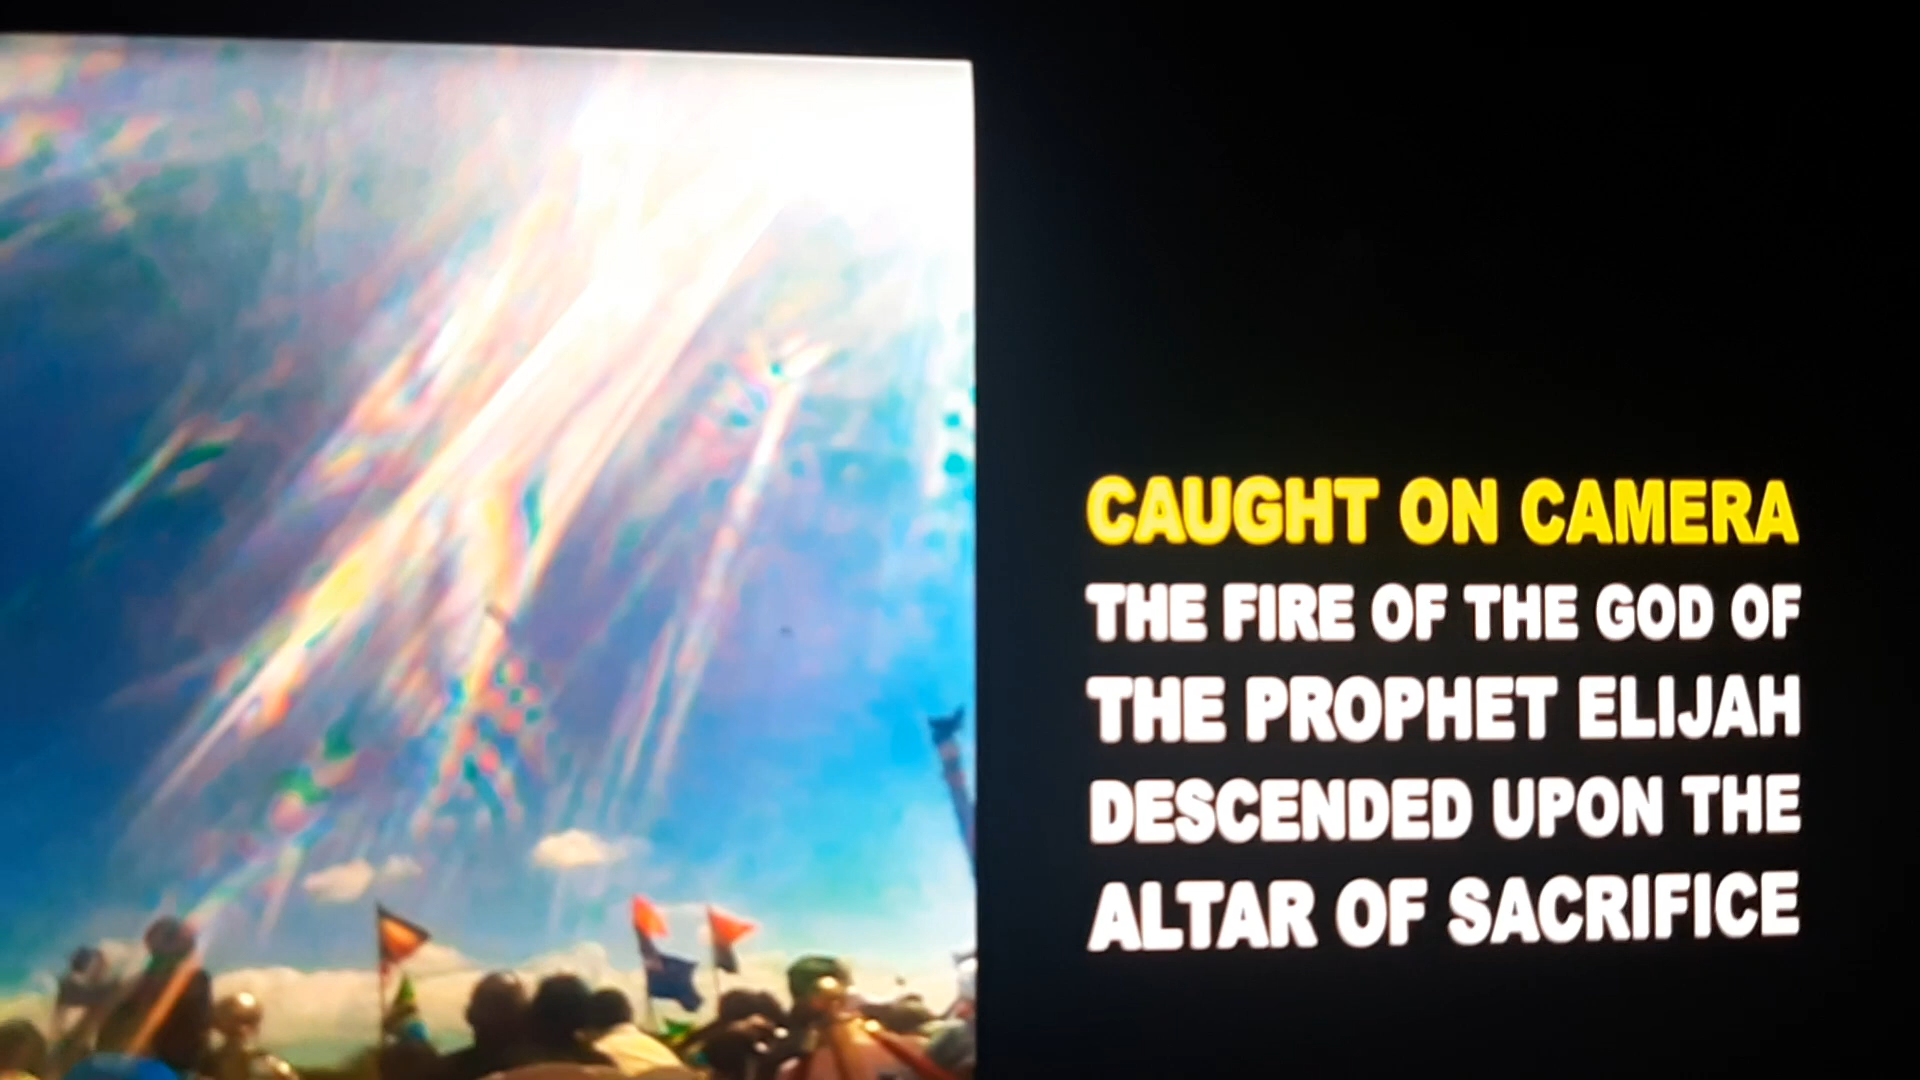 CAUGHT ON CAMERA
THE FIRE OF THE GOD OF
THE PROPHET ELIJAH
DESCENDED UPON THE
ALTAR OF SACRIFICE